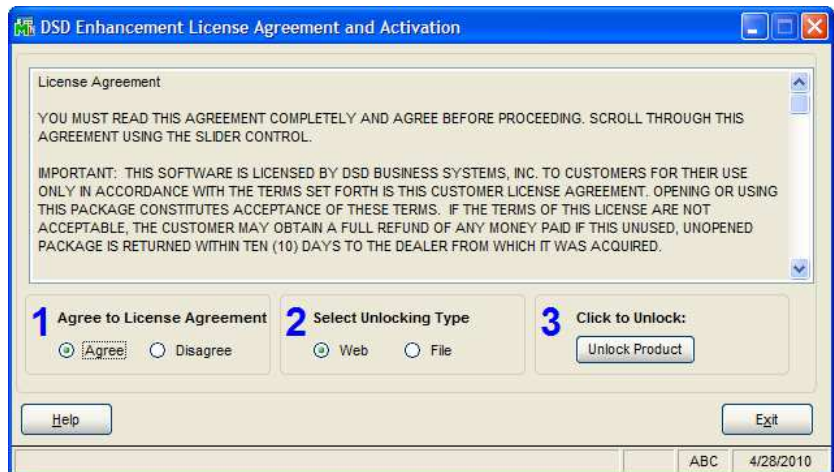 DSD Enhancement License Agreement and Activation
License Agreement
YOU MUST READ THIS AGREEMENT COMPLETELY AND AGREE BEFORE PROCEEDING. SCROLL THROUGH THIS
AGREEMENT USING THE SLIDER CONTROL.
IMPORTANT: THIS SOFTWARE IS LICENSED BY DSD BUSINESS SYSTEMS, INC. TO CUSTOMERS FOR THEIR USE
ONLY IN ACCORDANCE WITH THE TERMS SET FORTH IS THIS CUSTOMER LICENSE AGREEMENT. OPENING OR USING
THIS PACKAGE CONSTITUTES ACCEPTANCE OF THESE TERMS. IF THE TERMS OF THIS LICENSE ARE NOT
ACCEPTABLE, THE CUSTOMER MAY OBTAIN A FULL REFUND OF ANY MONEY PAID IF THIS UNUSED, UNOPENED
PACKAGE IS RETURNED WITHIN TEN (10) DAYS TO THE DEALER FROM WHICH IT WAS ACQUIRED.
1 Agree to License Agreement
Agree Disagree
2 Select Unlocking Type
Web File
3 Click to Unlock:
Unlock Product
Help
Exit
ABC 4/28/2010